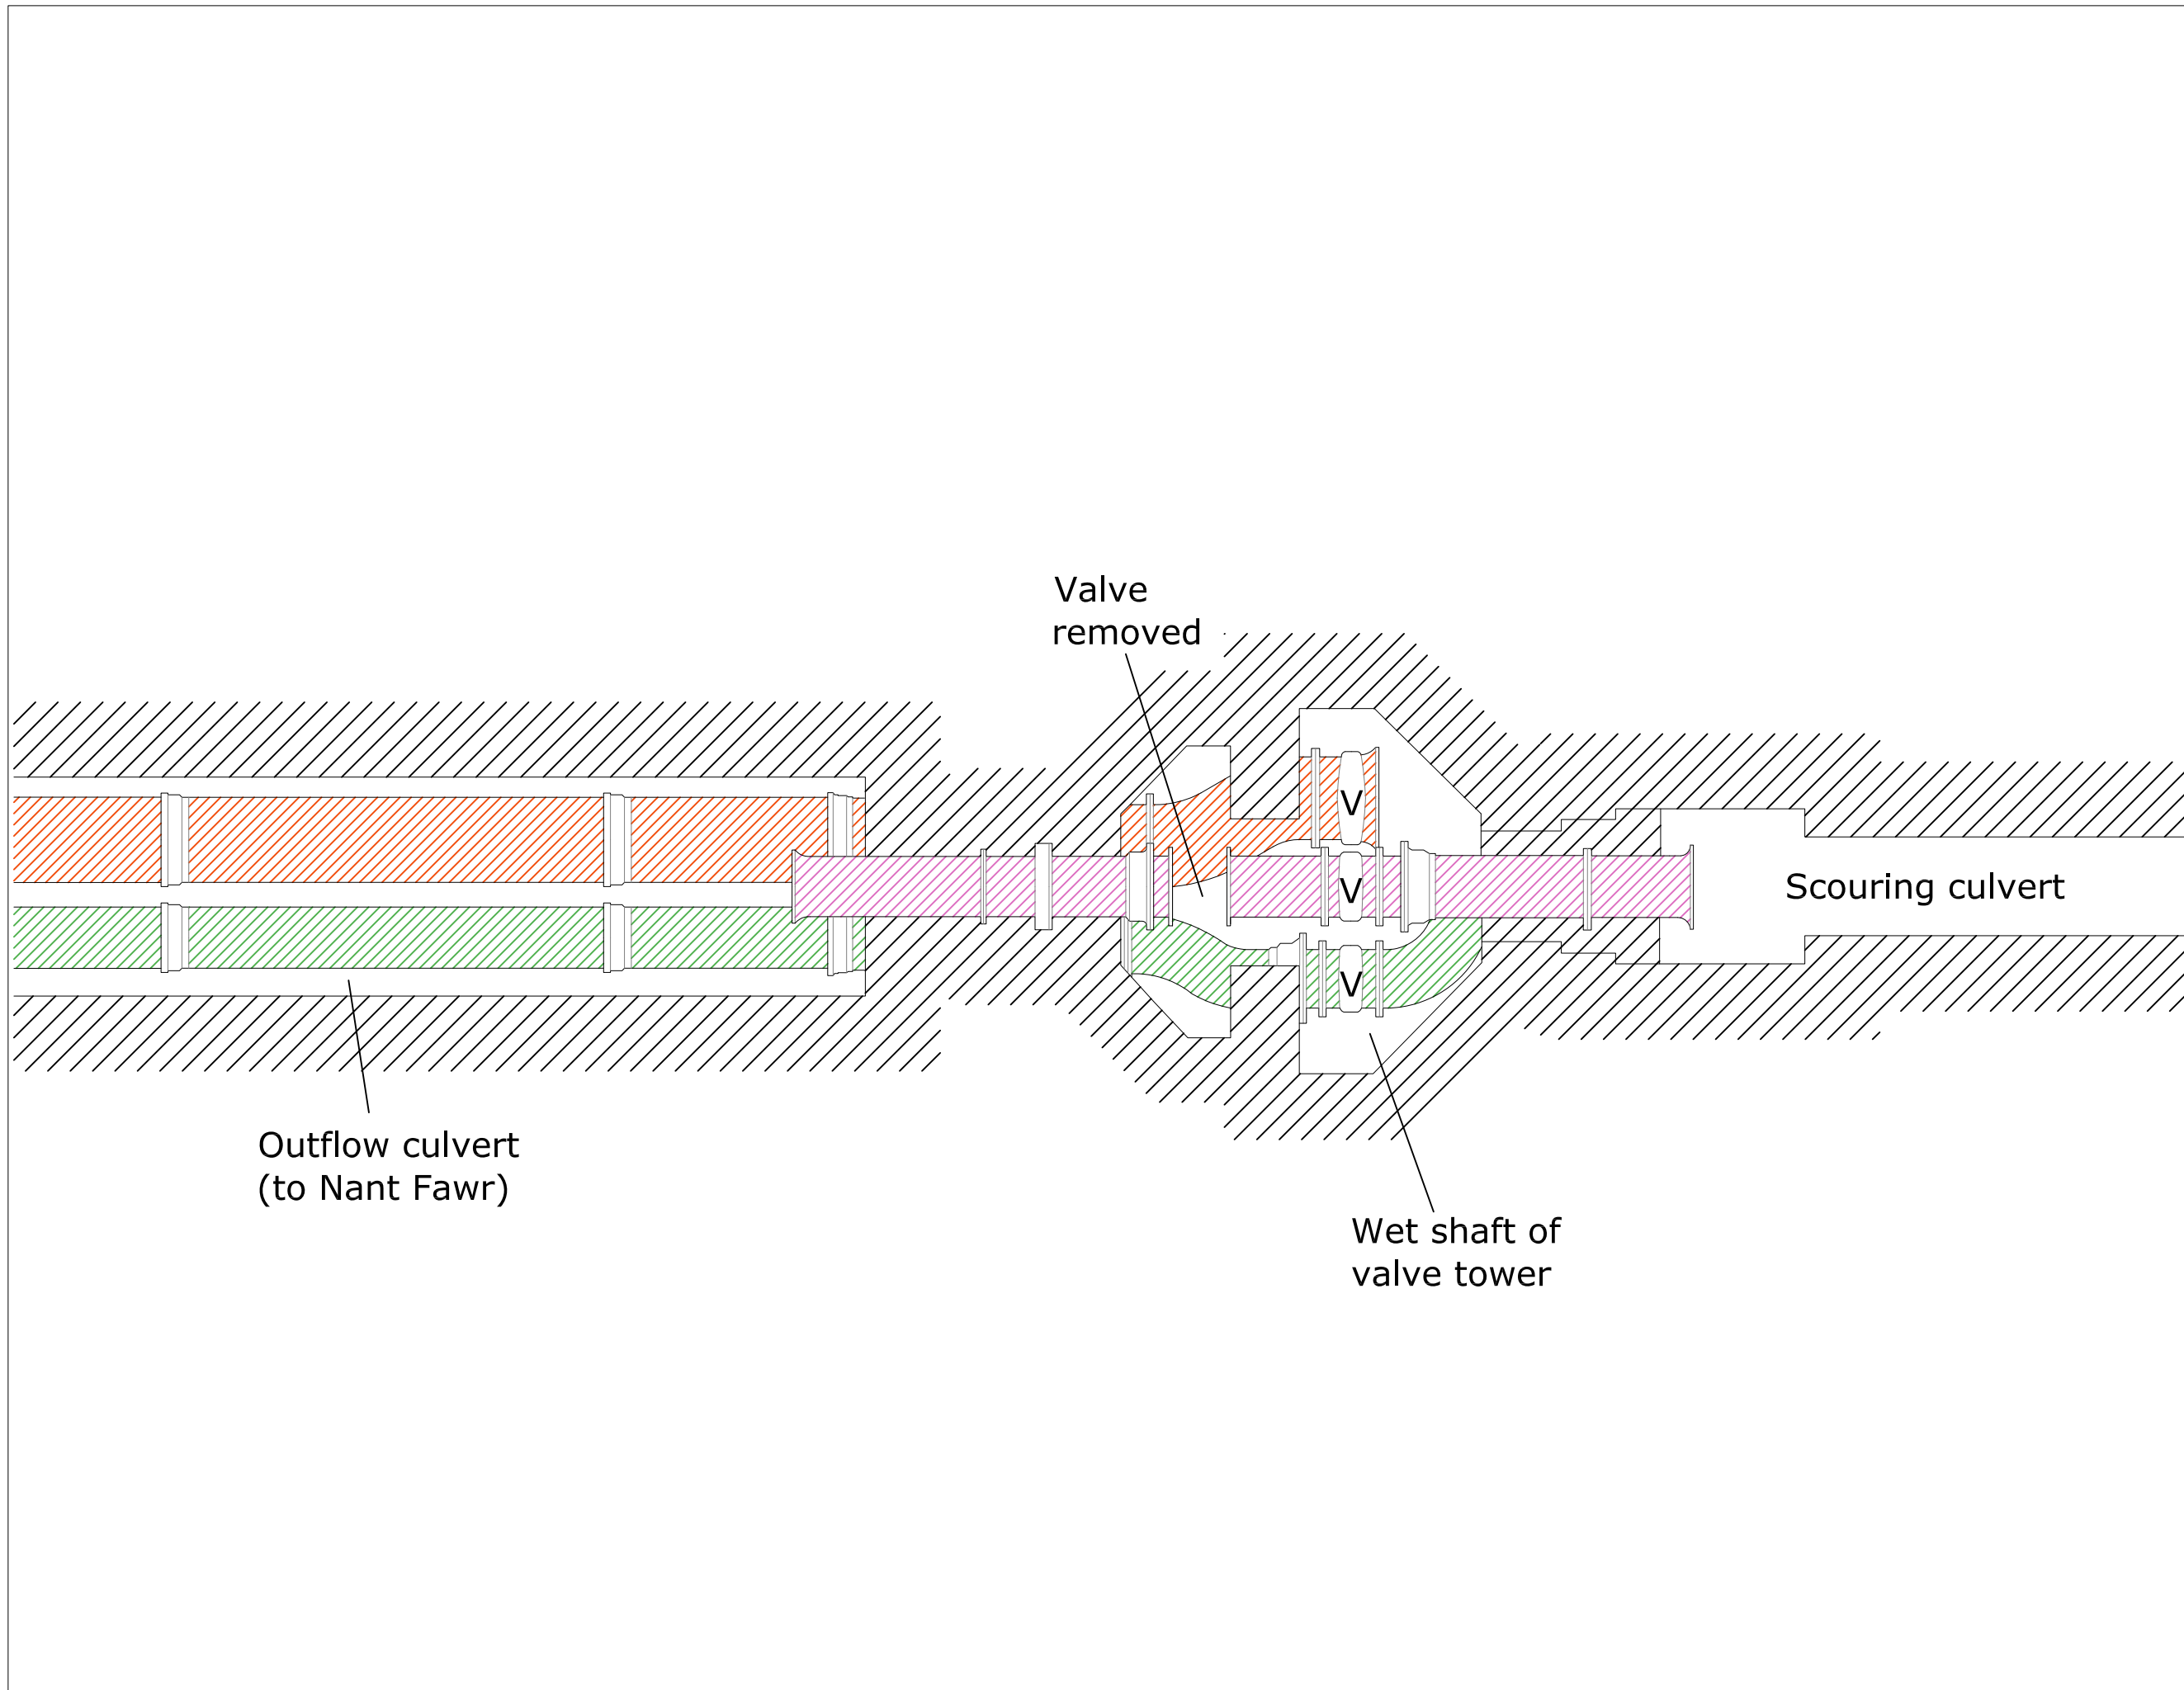 Valve
removed
V
V
Scouring culvert
V
Outflow culvert
(to Nant Fawr)
Wet shaft of
valve tower